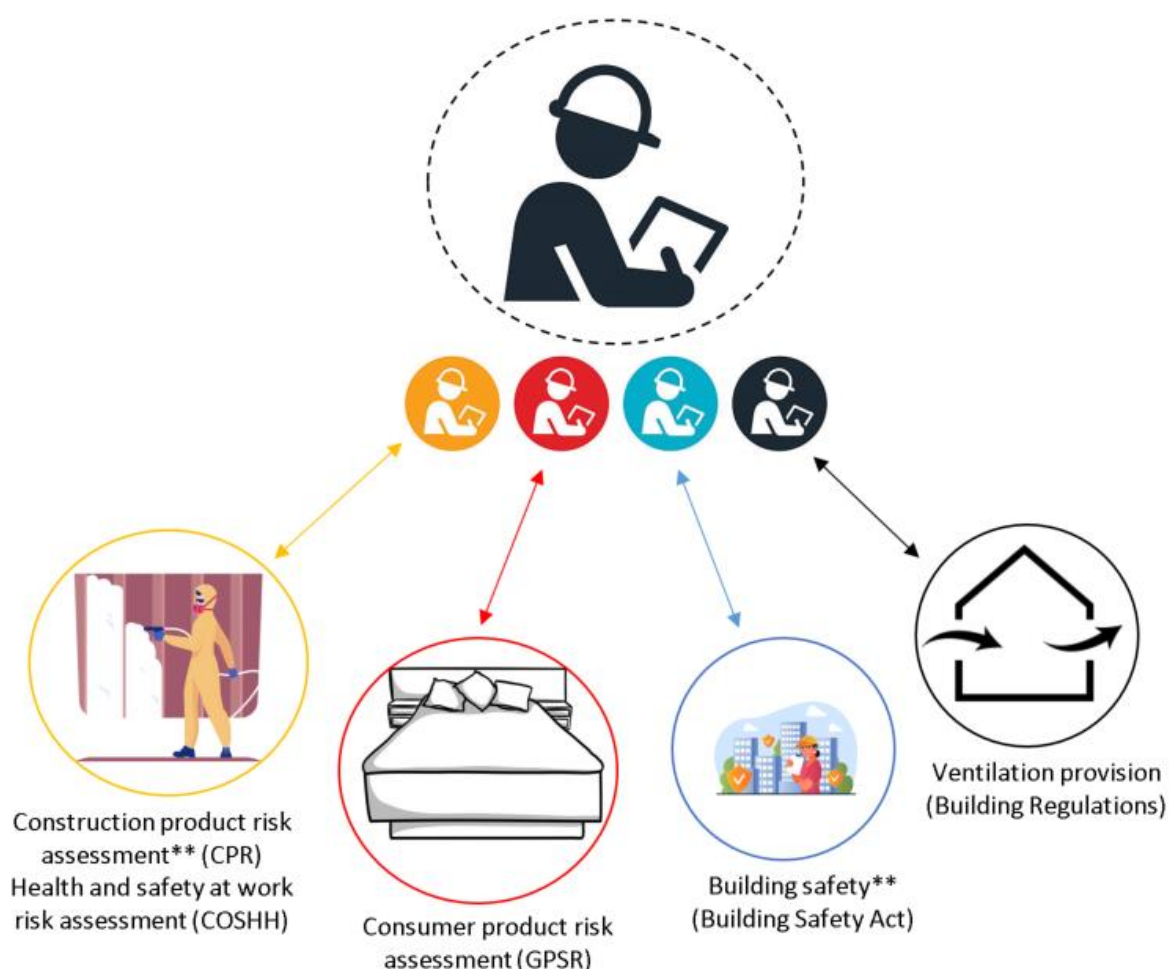 Construction product risk
assessment** (CPR)
Health and safety at work
risk assessment (COSHH)
Consumer product risk
assessment (GPSR)
Building safety**
(Building Safety Act)
Ventilation provision
(Building Regulations)